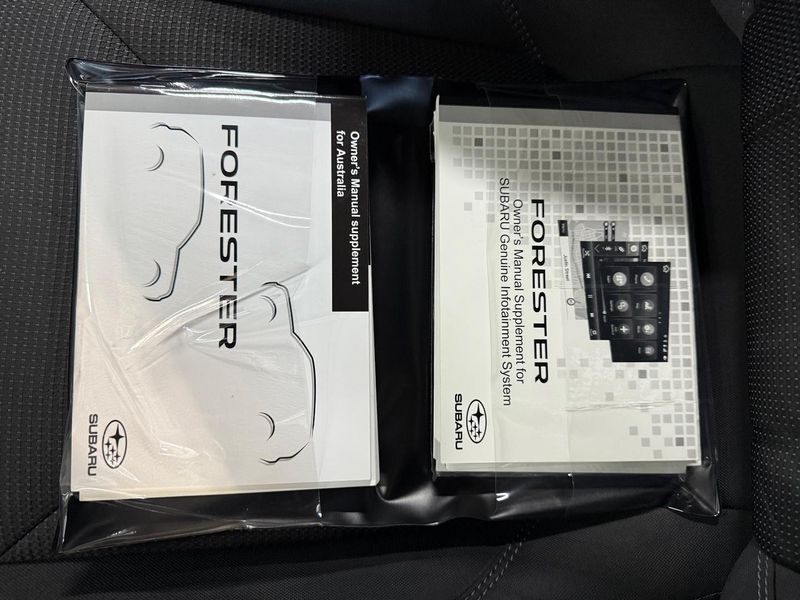 Owner's Manual supplement
for Australia
FORESTER
SUBARU
FORESTER
Owner's Manual Supplement for
SUBARU Genuine Infotainment System
SUBARU